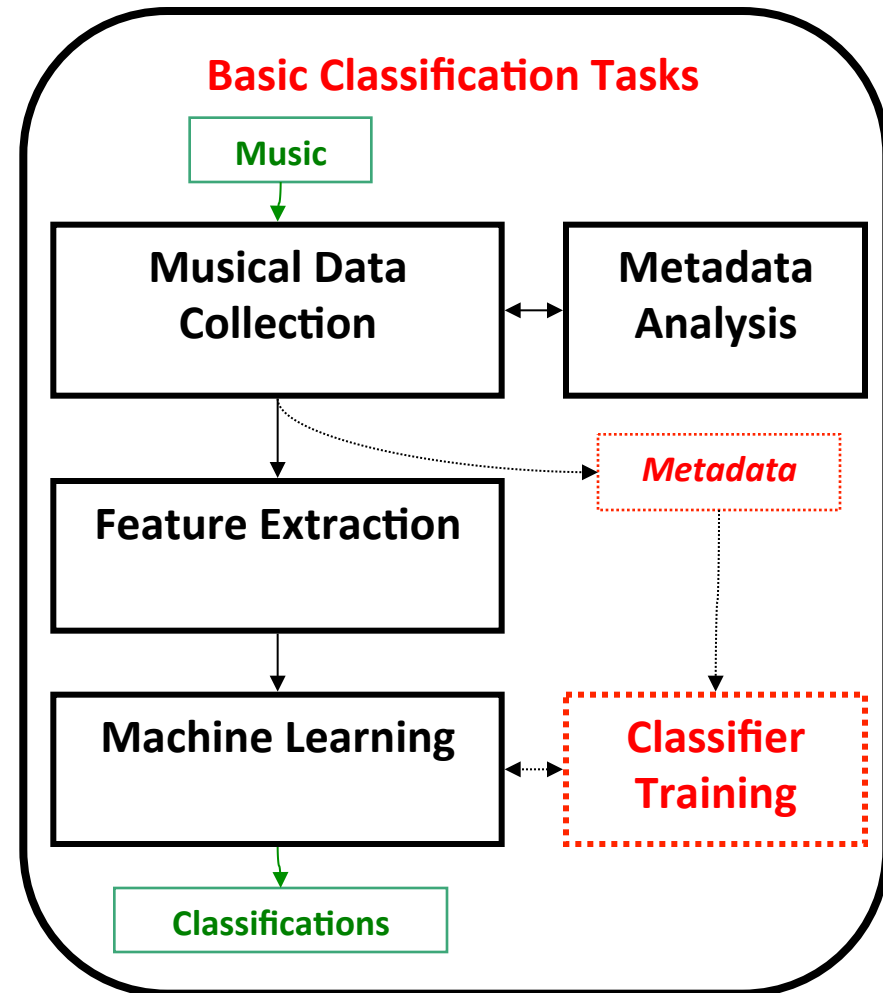 Basic Classification Tasks
Music
Musical Data
Collection
Metadata
Analysis
Metadata
Feature Extraction
Machine Learning
Classifier
Training
Classifications